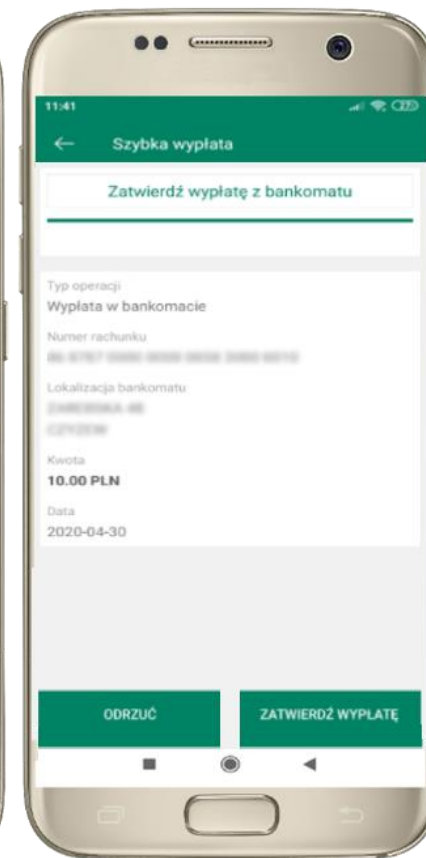 11:41
Szybka wypłata
Zatwierdź wypłatę z bankomatu
Typ operacji
Wypłata w bankomacie
Numer rachunku
Lokalizacja bankomatu
Kwota
10.00 PLN
Data
2020-04-30
ODRZUĆ
ZATWIERDŹ WYPŁATĘ